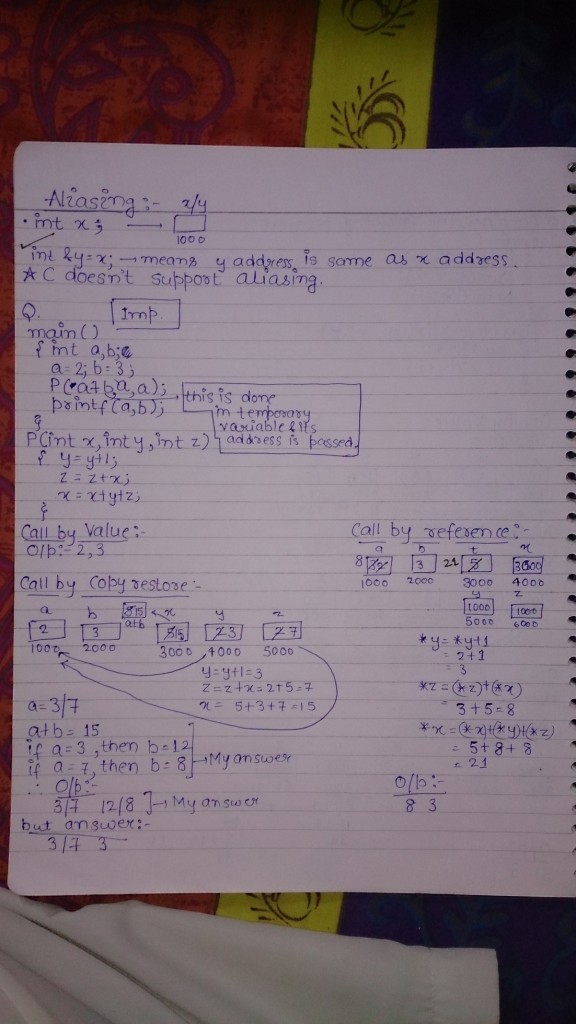 Aliasing :- x/y
• int x; →
1000
int &y=x; → means y address is same as x address.
* C doesn't support aliasing.
Q. Imp.
main()
{ int a,b;
a=2; b=3;
P(a+b,a,a); → this is done in temporary variable & its address is passed.
printf(a,b);
}
P(int x, int y, int z)
{ y=y+1;
z=z+x;
x=x+y+z;
}
Call by Value :-
O/p:- 2,3
Call by reference :-
a b t x
8 3 2 3 21 5 3000
1000 2000 3000 4000
y z
1000 1000
5000 6000
*y=*y+1
= 2+1
= 3
*z=(*z)+(*x)
3+5=8
*x=(*x)+(*y)+(*z)
= 5+8+8
= 21
O/p:-
8 3
Call by Copy restore :-
a b 5 15 ← x y z
a+b
2 3 5 15 2 3 2 7
1000 2000 3000 4000 5000
y=y+1=3
z=z+x=2+5=7
x= 5+3+7=15
a=3/7
a+b = 15
if a=3, then b=12
if a=7, then b=8 → My answer
∴ O/p:-
3/7 12/8 ] → My answer
but answer:-
3/7 3